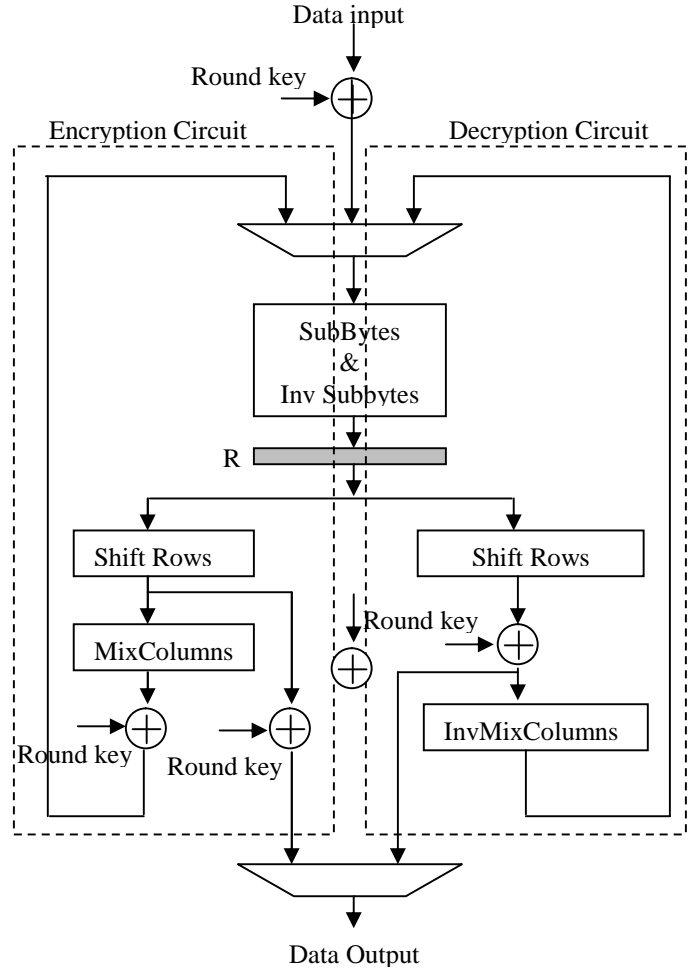 Data input
Round key
Encryption Circuit
Decryption Circuit
SubBytes
&
Inv Subbytes
R
Shift Rows
Shift Rows
Round key
MixColumns
InvMixColumns
Round key
Round key
Data Output